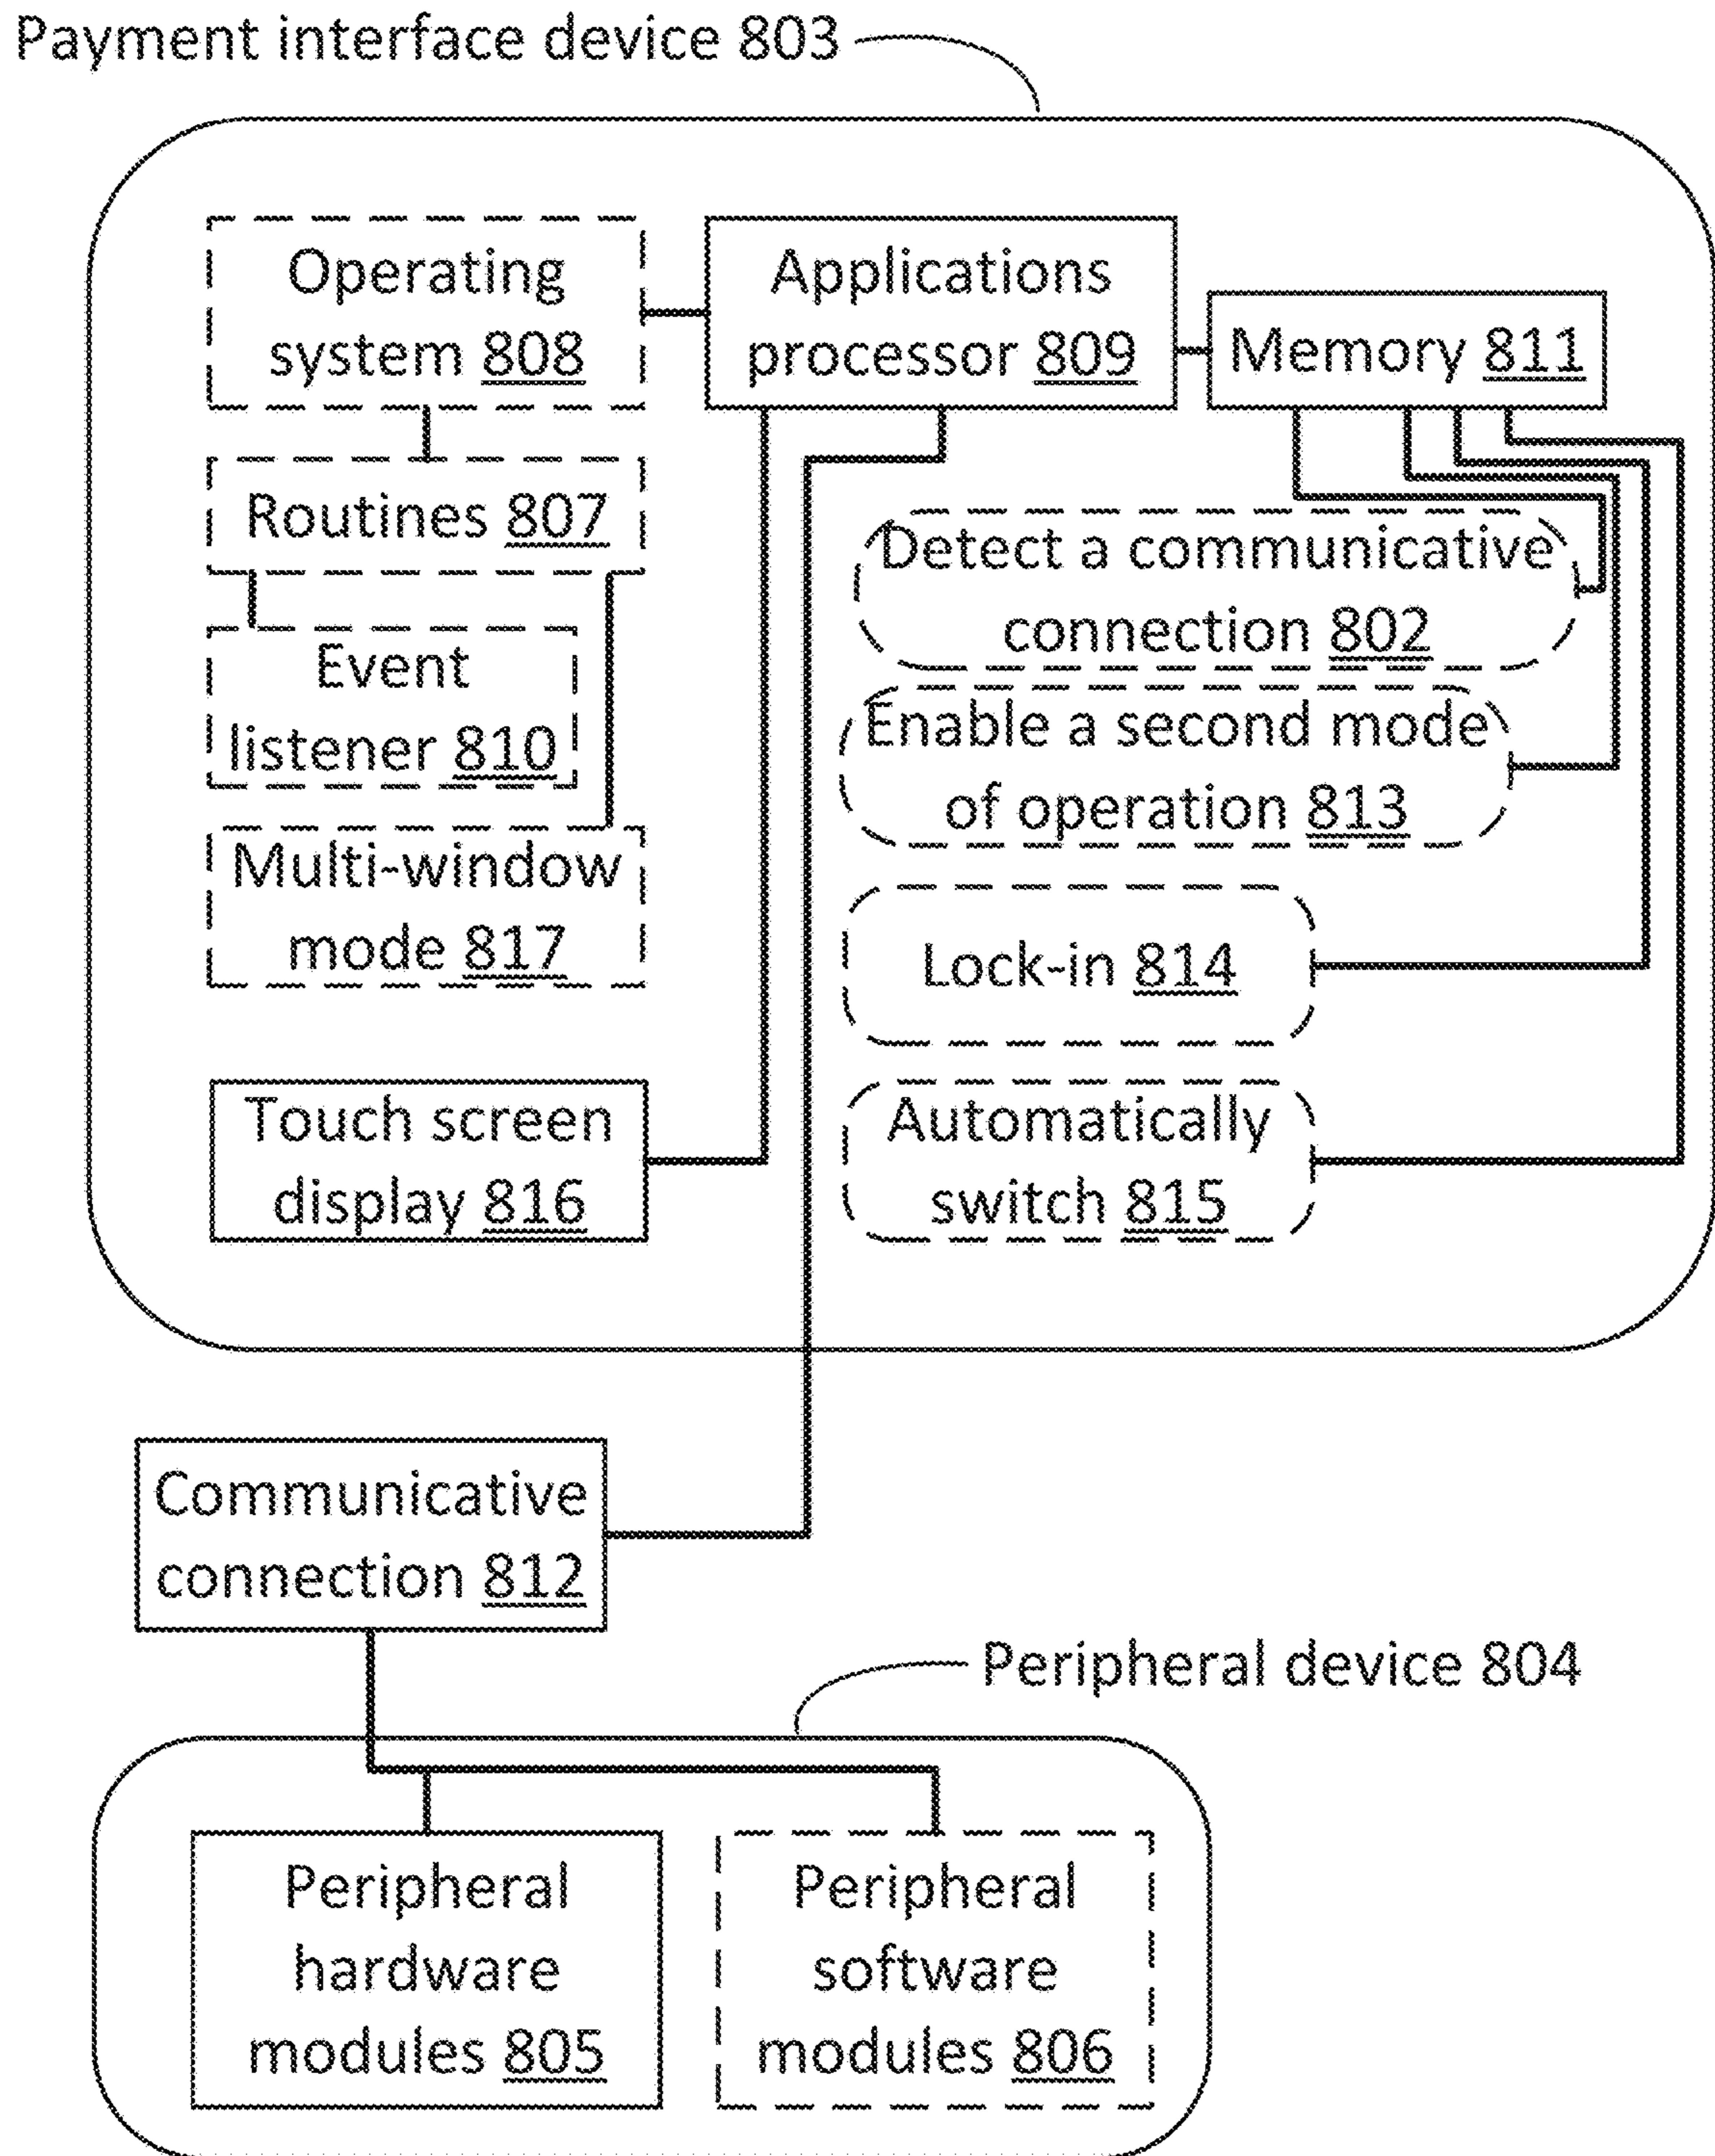 Payment interface device 803
Operating
system 808
Applications
processor 809
Memory 811
Routines 807
Detect a communicative
connection 802
Event
listener 810
Enable a second mode
of operation 813
Multi-window
mode 817
Lock-in 814
Touch screen
display 816
Automatically
switch 815
Communicative
connection 812
Peripheral device 804
Peripheral
hardware
modules 805
Peripheral
software
modules 806